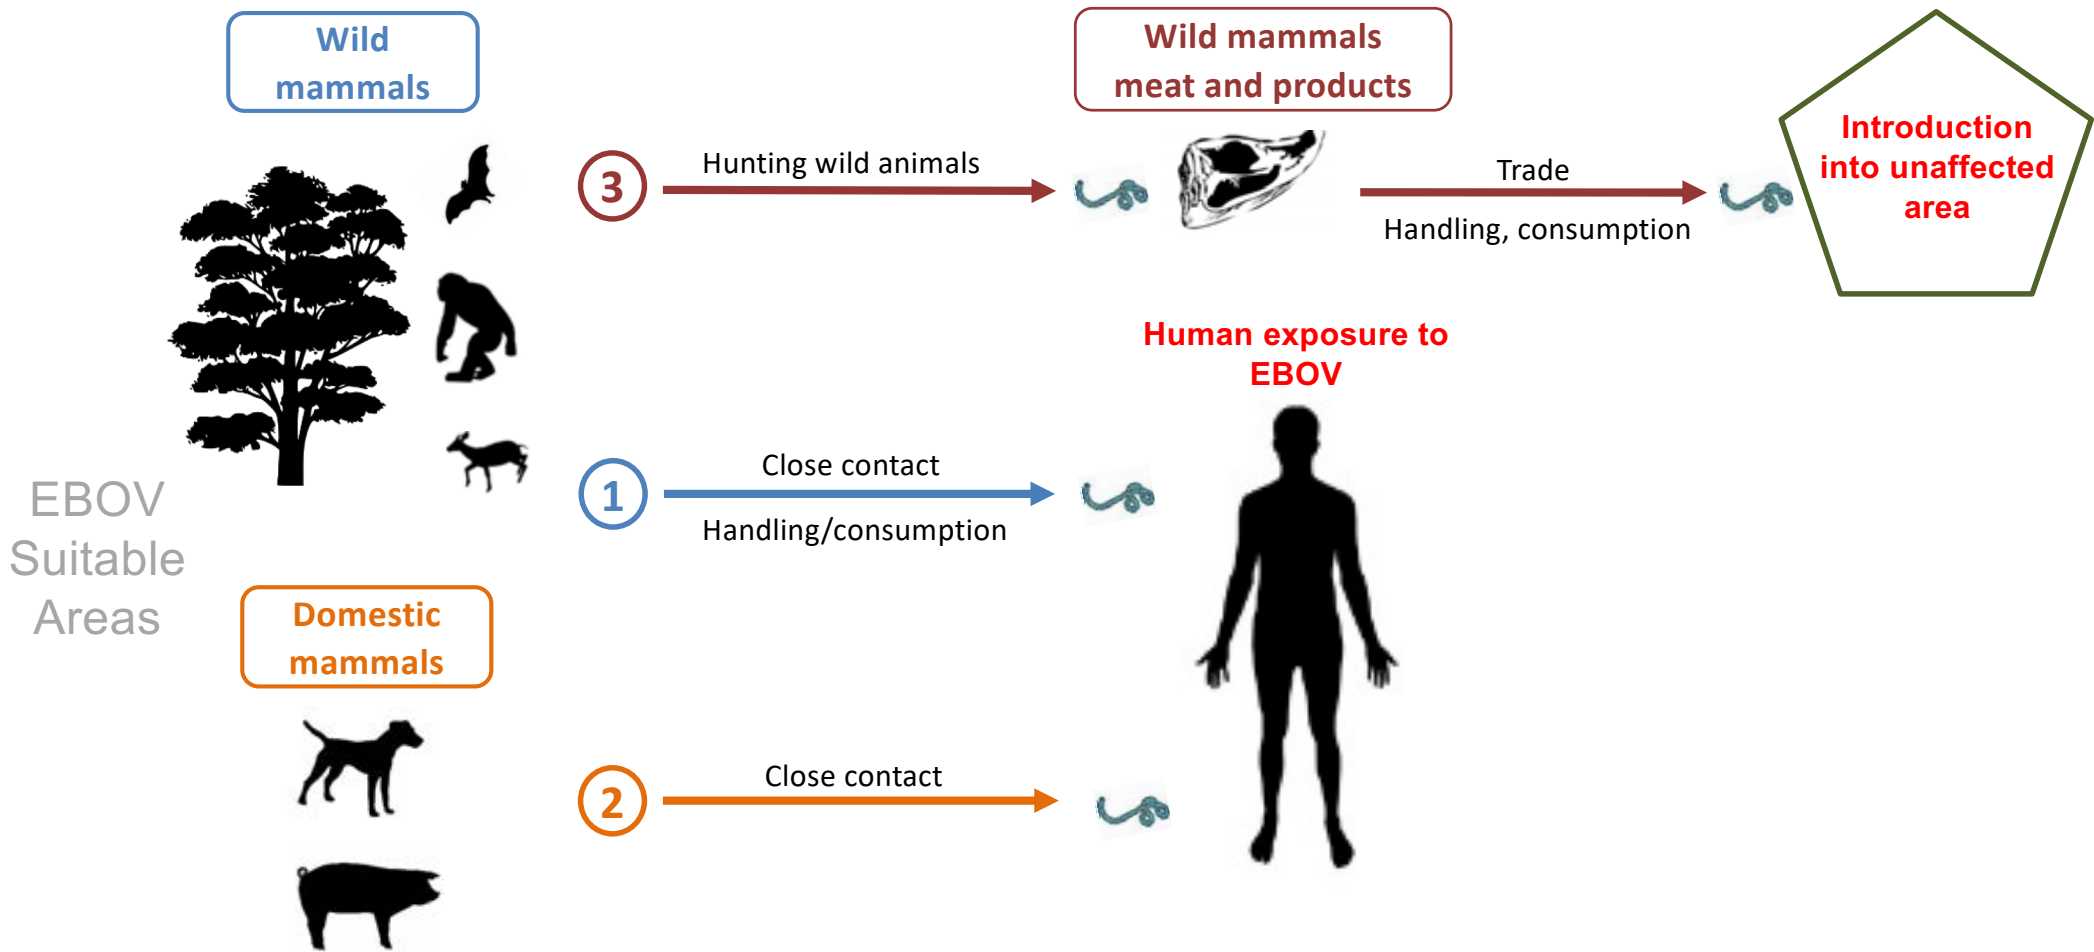 Wild
mammals
Wild mammals
meat and products
3
Hunting wild animals
Trade
Handling, consumption
Introduction
into unaffected
area
Human exposure to
EBOV
EBOV
Suitable
Areas
1
Close contact
Handling/consumption
Domestic
mammals
2
Close contact